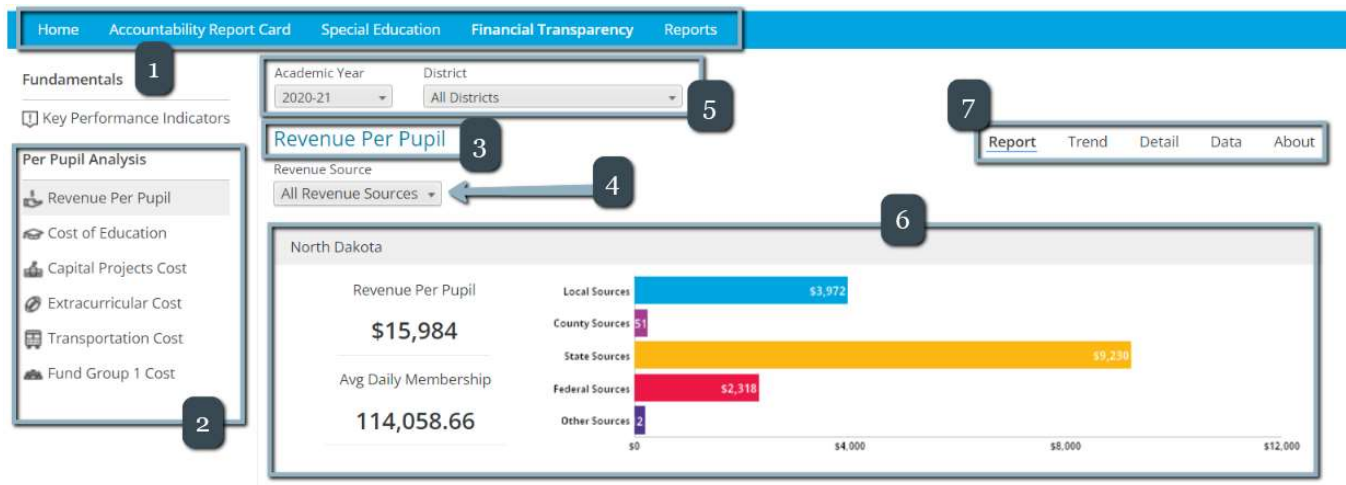 Home Accountability Report Card Special Education Financial Transparency Reports
1
Fundamentals
Key Performance Indicators
Per Pupil Analysis
Revenue Per Pupil
Cost of Education
Capital Projects Cost
Extracurricular Cost
Transportation Cost
Fund Group 1 Cost
2
Academic Year District
2020-21 All Districts
5
Revenue Per Pupil
3
Revenue Source
All Revenue Sources
4
7
Report Trend Detail Data About
6
North Dakota
Revenue Per Pupil
$15,984
Avg Daily Membership
114,058.66
Local Sources $3,972
County Sources
State Sources $9,230
Federal Sources $2,318
Other Sources
$0 $4,000 $8,000 $12,000